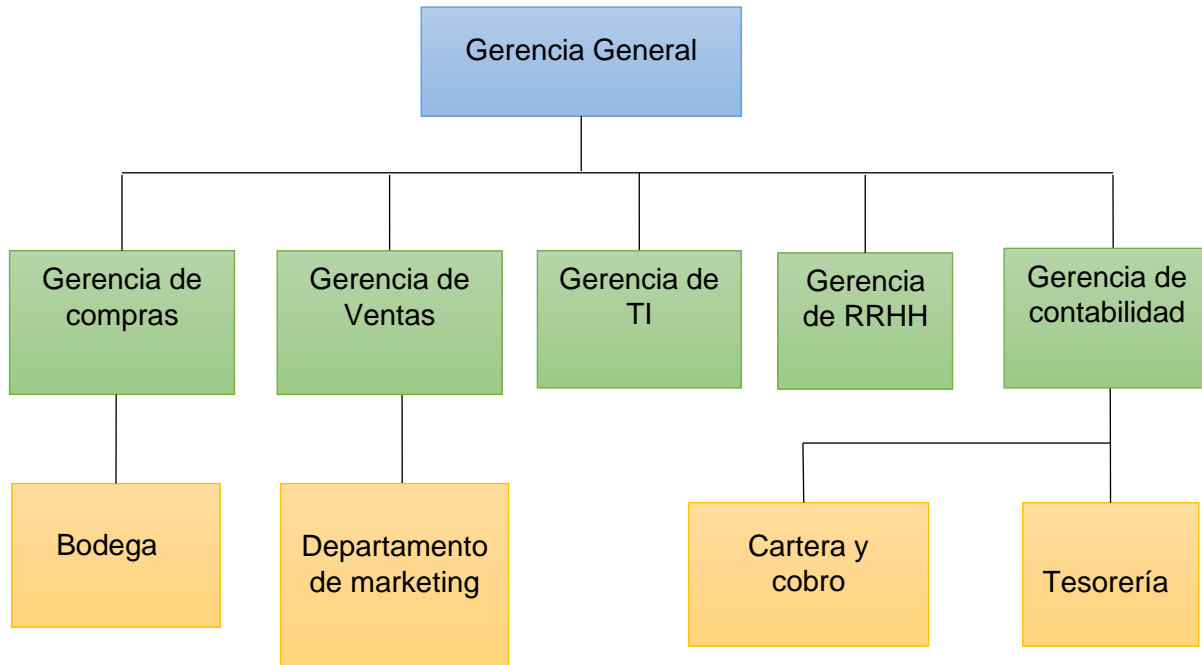 Gerencia General
Gerencia de
compras
Gerencia de
Ventas
Gerencia de
TI
Gerencia
de RRHH
Gerencia de
contabilidad
Bodega
Departamento
de marketing
Cartera y
cobro
Tesorería